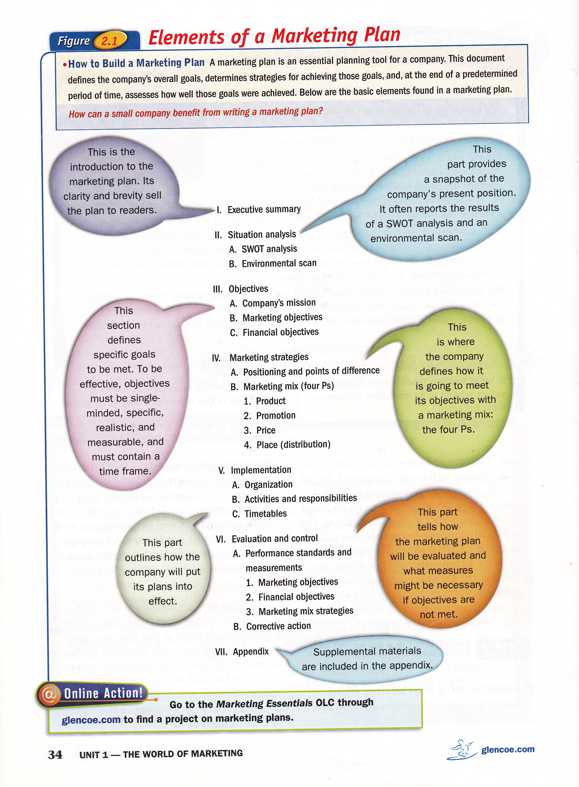 Figure 2.1 Elements of a Marketing Plan
• How to Build a Marketing Plan A marketing plan is an essential planning tool for a company. This document
defines the company's overall goals, determines strategies for achieving those goals, and, at the end of a predetermined
period of time, assesses how well those goals were achieved. Below are the basic elements found in a marketing plan.
How can a small company benefit from writing a marketing plan?
This is the
introduction to the
marketing plan. Its
clarity and brevity sell
the plan to readers.
This
part provides
a snapshot of the
company's present position.
It often reports the results
of a SWOT analysis and an
environmental scan.
I. Executive summary
II. Situation analysis
A. SWOT analysis
B. Environmental scan
III. Objectives
A. Company's mission
B. Marketing objectives
C. Financial objectives
This
section
defines
specific goals
to be met. To be
effective, objectives
must be single-
minded, specific,
realistic, and
measurable, and
must contain a
time frame.
IV. Marketing strategies
A. Positioning and points of difference
B. Marketing mix (four Ps)
1. Product
2. Promotion
3. Price
4. Place (distribution)
This
is where
the company
defines how it
is going to meet
its objectives with
a marketing mix:
the four Ps.
V. Implementation
A. Organization
B. Activities and responsibilities
C. Timetables
This part
outlines how the
company will put
its plans into
effect.
VI. Evaluation and control
A. Performance standards and
measurements
1. Marketing objectives
2. Financial objectives
3. Marketing mix strategies
B. Corrective action
This part
tells how
the marketing plan
will be evaluated and
what measures
might be necessary
if objectives are
not met.
VII. Appendix
Supplemental materials
are included in the appendix.
@ Online Action!
Go to the Marketing Essentials OLC through
glencoe.com to find a project on marketing plans.
34 UNIT 1 — THE WORLD OF MARKETING
glencoe.com